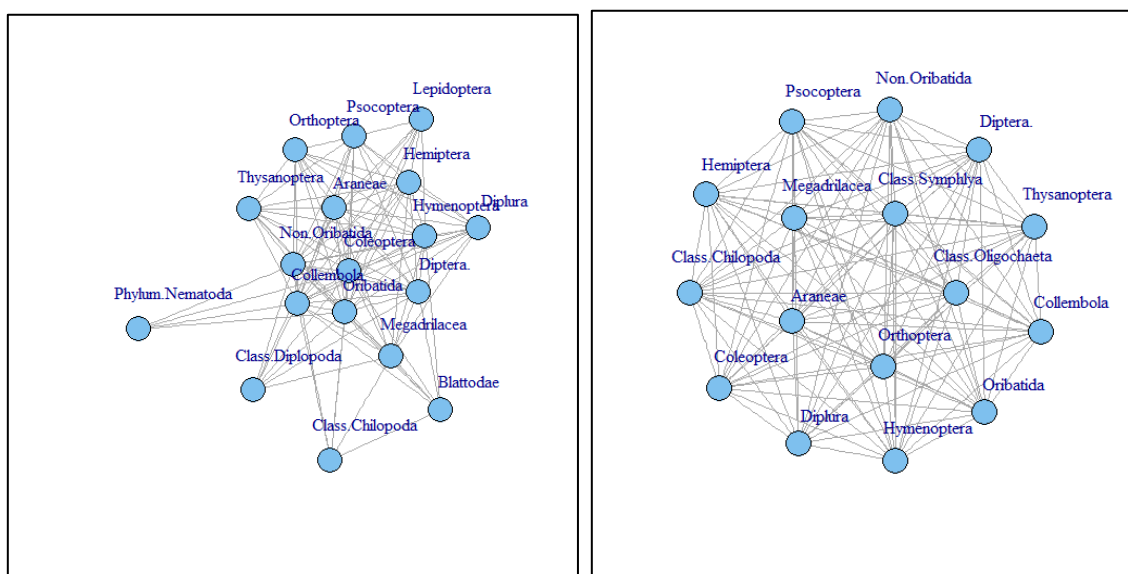 Lepidoptera
Psocoptera
Orthoptera
Hemiptera
Thysanoptera
Araneae
Hymenoptera
Diplura
Non.Oribatida
Coleoptera
Collembola
Oribatida
Diptera.
Phylum.Nematoda
Megadrilacea
Class.Diplopoda
Blattodae
Class.Chilopoda
Non.Oribatida
Psocoptera
Diptera.
Hemiptera
Megadrilacea
Class.Symphlya
Thysanoptera
Class.Chilopoda
Class.Oligochaeta
Araneae
Collembola
Orthoptera
Coleoptera
Oribatida
Diplura
Hymenoptera